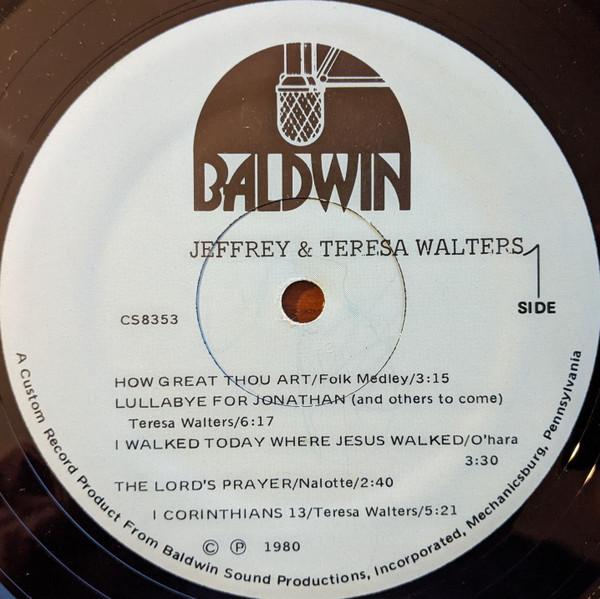 BALDWIN
JEFFREY & TERESA WALTERS
1
SIDE
CS8353
HOW GREAT THOU ART/Folk Medley/3:15
LULLABYE FOR JONATHAN (and others to come)
Teresa Walters/6:17
I WALKED TODAY WHERE JESUS WALKED/O'hara
3:30
THE LORD'S PRAYER/Nalotte/2:40
I CORINTHIANS 13/Teresa Walters/5:21
© ℗ 1980
A Custom Record Product From Baldwin Sound Productions, Incorporated, Mechanicsburg, Pennsylvania